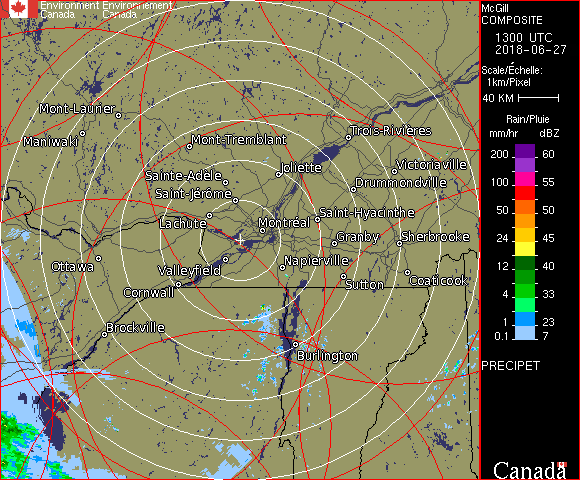 Environment Environnement
Canada Canada
McGill
COMPOSITE
1300 UTC
2018-06-27
Scale/Échelle:
1km/Pixel
40 KM
Rain/Pluie
mm/hr dBZ
200 60
155
100 55
50 50
24 45
12 40
4 33
1 23
0.1 7
PRECIPET
Canada
Mont-Laurier
Maniwaki
Mont-Tremblant
Trois-Rivières
Joliette
Victoriaville
Sainte-Adèle
Drummondville
Saint-Jérôme
Lachute
Montréal
Saint-Hyacinthe
Granby
Sherbrooke
Ottawa
Valleyfield
Napierville
Cornwall
Sutton
Coaticook
Brockville
Burlington